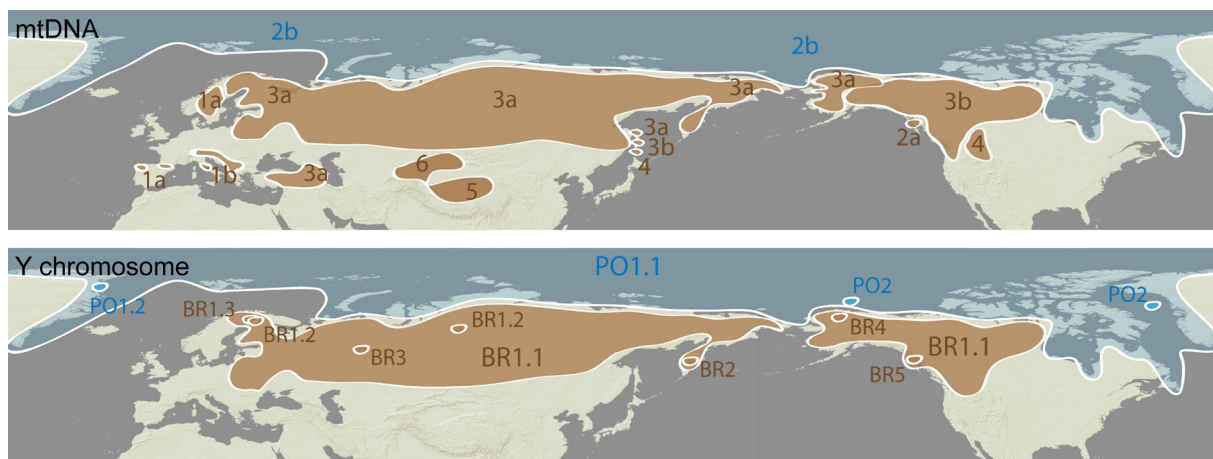 mtDNA
2b
2b
1a
3a
3a
3a
3a
3b
3a
3b
4
2a
4
1a
1b
3a
6
5
Y chromosome
PO1.1
PO1.2
PO2
PO2
BR1.3
BR1.2
BR1.2
BR3
BR1.1
BR2
BR4
BR1.1
BR5